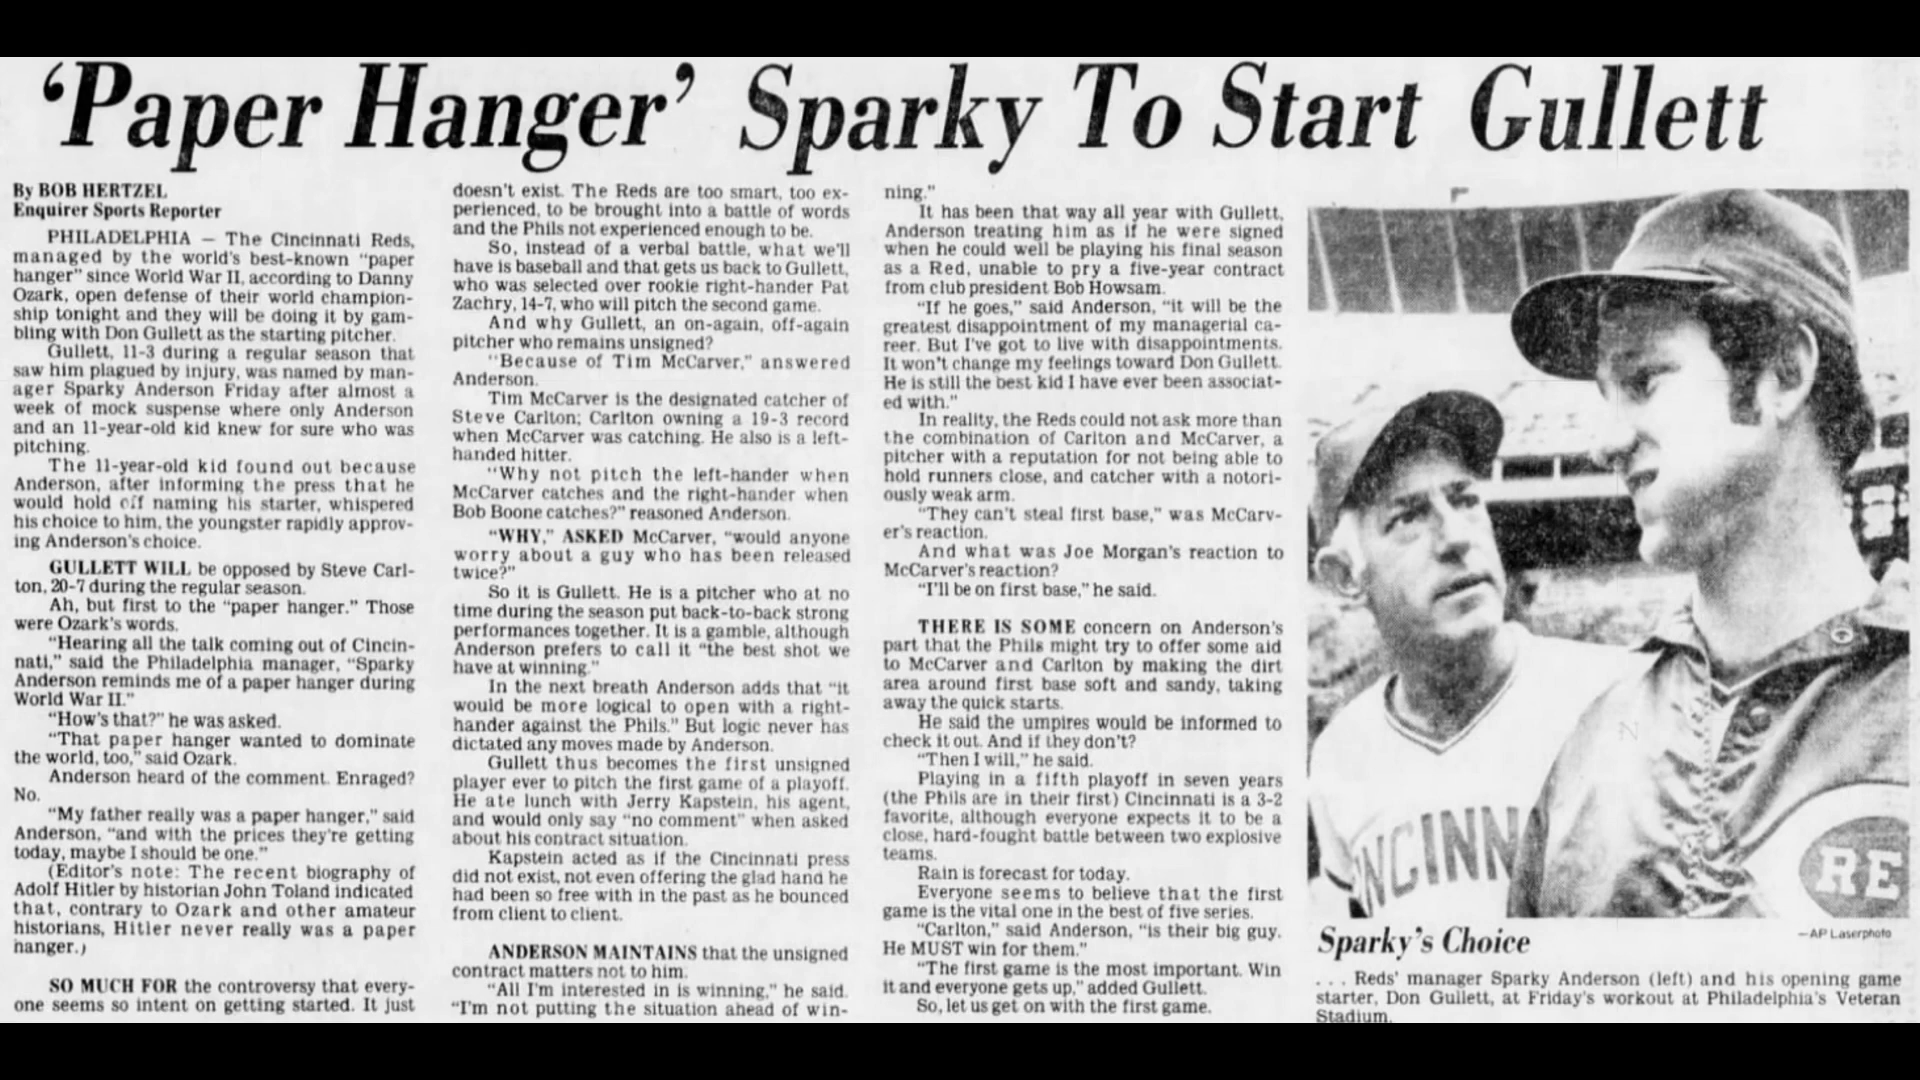 ‘Paper Hanger’ Sparky To Start Gullett
By BOB HERTZEL
Enquirer Sports Reporter
PHILADELPHIA — The Cincinnati Reds,
managed by the world's best-known “paper
hanger” since World War II, according to Danny
Ozark, open defense of their world champion-
ship tonight and they will be doing it by gam-
bling with Don Gullett as the starting pitcher.
Gullett, 11-3 during a regular season that
saw him plagued by injury, was named by man-
ager Sparky Anderson Friday after almost a
week of mock suspense where only Anderson
and an 11-year-old kid knew for sure who was
pitching.
The 11-year-old kid found out because
Anderson, after informing the press that he
would hold off naming his starter, whispered
his choice to him, the youngster rapidly approv-
ing Anderson's choice.
GULLETT WILL be opposed by Steve Carl-
ton, 20-7 during the regular season.
Ah, but first to the “paper hanger.” Those
were Ozark's words.
“Hearing all the talk coming out of Cincin-
nati,” said the Philadelphia manager, “Sparky
Anderson reminds me of a paper hanger during
World War II.”
“How's that?” he was asked.
“That paper hanger wanted to dominate
the world, too,” said Ozark.
Anderson heard of the comment. Enraged?
No.
“My father really was a paper hanger,” said
Anderson, “and with the prices they're getting
today, maybe I should be one.”
(Editor's note: The recent biography of
Adolf Hitler by historian John Toland indicated
that, contrary to Ozark and other amateur
historians, Hitler never really was a paper
hanger.)
SO MUCH FOR the controversy that every-
one seems so intent on getting started. It just
doesn't exist. The Reds are too smart, too ex-
perienced, to be brought into a battle of words
and the Phils not experienced enough to be.
So, instead of a verbal battle, what we'll
have is baseball and that gets us back to Gullett,
who was selected over rookie right-hander Pat
Zachry, 14-7, who will pitch the second game.
And why Gullett, an on-again, off-again
pitcher who remains unsigned?
“Because of Tim McCarver,” answered
Anderson.
Tim McCarver is the designated catcher of
Steve Carlton; Carlton owning a 19-3 record
when McCarver was catching. He also is a left-
handed hitter.
“Why not pitch the left-hander when
McCarver catches and the right-hander when
Bob Boone catches?” reasoned Anderson.
“WHY,” ASKED McCarver, “would anyone
worry about a guy who has been released
twice?”
So it is Gullett. He is a pitcher who at no
time during the season put back-to-back strong
performances together. It is a gamble, although
Anderson prefers to call it “the best shot we
have at winning.”
In the next breath Anderson adds that “it
would be more logical to open with a right-
hander against the Phils.” But logic never has
dictated any moves made by Anderson.
Gullett thus becomes the first unsigned
player ever to pitch the first game of a playoff.
He ate lunch with Jerry Kapstein, his agent,
and would only say “no comment” when asked
about his contract situation.
Kapstein acted as if the Cincinnati press
did not exist, not even offering the glad hand he
had been so free with in the past as he bounced
from client to client.
ANDERSON MAINTAINS that the unsigned
contract matters not to him.
“All I'm interested in is winning,” he said.
“I'm not putting the situation ahead of win-
ning.”
It has been that way all year with Gullett,
Anderson treating him as if he were signed
when he could well be playing his final season
as a Red, unable to pry a five-year contract
from club president Bob Howsam.
“If he goes,” said Anderson, “it will be the
greatest disappointment of my managerial ca-
reer. But I've got to live with disappointments.
It won't change my feelings toward Don Gullett.
He is still the best kid I have ever been associat-
ed with.”
In reality, the Reds could not ask more than
the combination of Carlton and McCarver, a
pitcher with a reputation for not being able to
hold runners close, and catcher with a notori-
ously weak arm.
“They can't steal first base,” was McCarv-
er's reaction.
And what was Joe Morgan's reaction to
McCarver's reaction?
“I'll be on first base,” he said.
THERE IS SOME concern on Anderson's
part that the Phils might try to offer some aid
to McCarver and Carlton by making the dirt
area around first base soft and sandy, taking
away the quick starts.
He said the umpires would be informed to
check it out. And if they don't?
“Then I will,” he said.
Playing in a fifth playoff in seven years
(the Phils are in their first) Cincinnati is a 3-2
favorite, although everyone expects it to be a
close, hard-fought battle between two explosive
teams.
Rain is forecast for today.
Everyone seems to believe that the first
game is the vital one in the best of five series.
“Carlton,” said Anderson, “is their big guy.
He MUST win for them.”
“The first game is the most important. Win
it and everyone gets up,” added Gullett.
So, let us get on with the first game.
NCINN
RE
—AP Laserphoto
Sparky's Choice
. . . Reds' manager Sparky Anderson (left) and his opening game
starter, Don Gullett, at Friday's workout at Philadelphia's Veteran
Stadium.